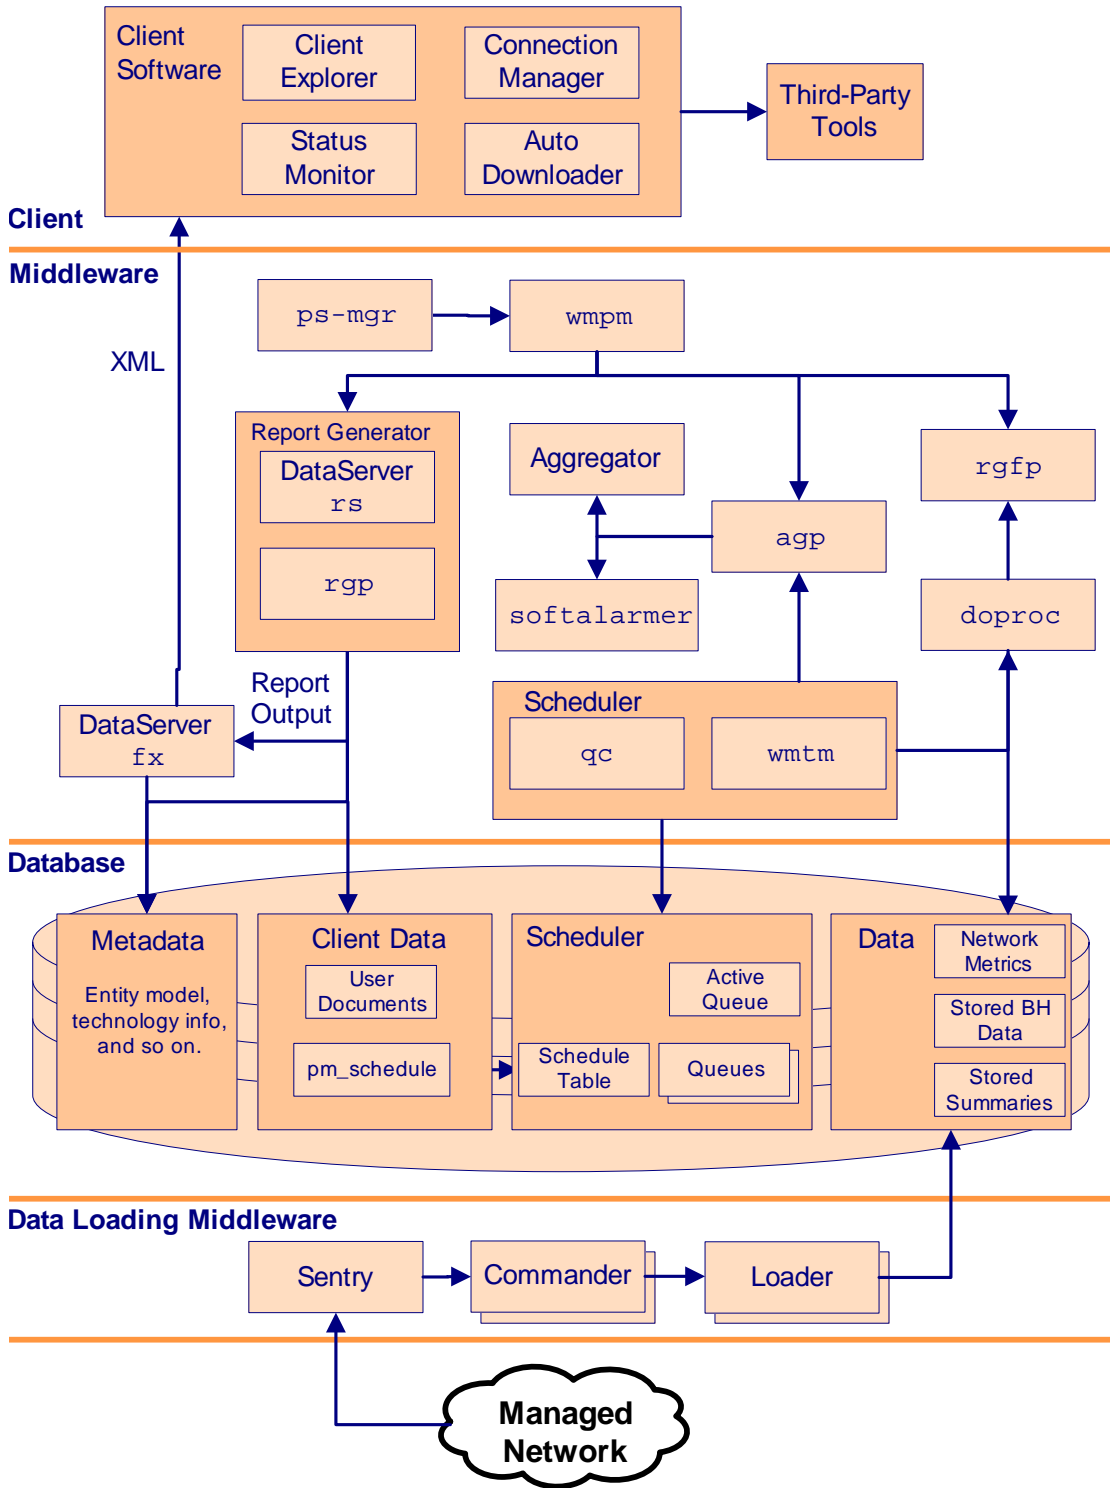 Client
Software
Client
Explorer
Connection
Manager
Status
Monitor
Auto
Downloader
Third-Party
Tools
Client
Middleware
ps-mgr
wmpm
XML
Report Generator
DataServer
rs
rgp
Aggregator
agp
rgfp
softalarmer
doproc
Report
Output
DataServer
fx
Scheduler
qc
wmtm
Database
Metadata
Entity model,
technology info,
and so on.
Client Data
User
Documents
pm_schedule
Scheduler
Active
Queue
Schedule
Table
Queues
Data
Network
Metrics
Stored BH
Data
Stored
Summaries
Data Loading Middleware
Sentry
Commander
Loader
Managed
Network